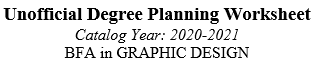 Unofficial Degree Planning Worksheet
Catalog Year: 2020-2021
BFA in GRAPHIC DESIGN